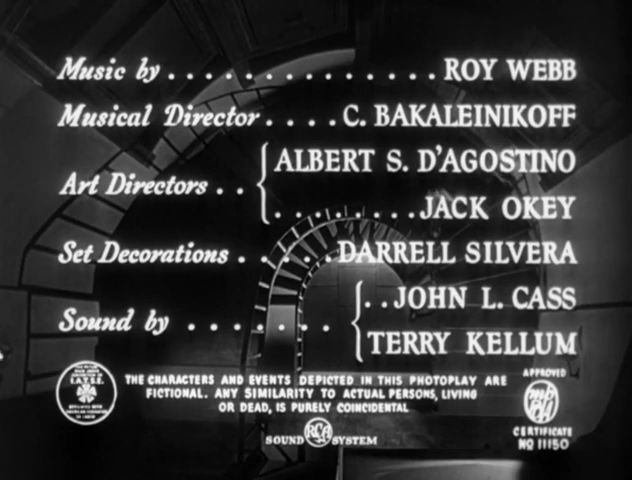 Music by . . . . . . . . . . . . . . . ROY WEBB
Musical Director . . . . C. BAKALEINIKOFF
Art Directors . . { ALBERT S. D'AGOSTINO
. . . . . . . . JACK OKEY
Set Decorations . . . . . DARRELL SILVERA
Sound by . . . . . . . { . . JOHN L. CASS
TERRY KELLUM
I.A.T.S.E.
THE CHARACTERS AND EVENTS DEPICTED IN THIS PHOTOPLAY ARE
FICTIONAL. ANY SIMILARITY TO ACTUAL PERSONS, LIVING
OR DEAD, IS PURELY COINCIDENTAL
SOUND RCA SYSTEM
APPROVED
CERTIFICATE
No 11150